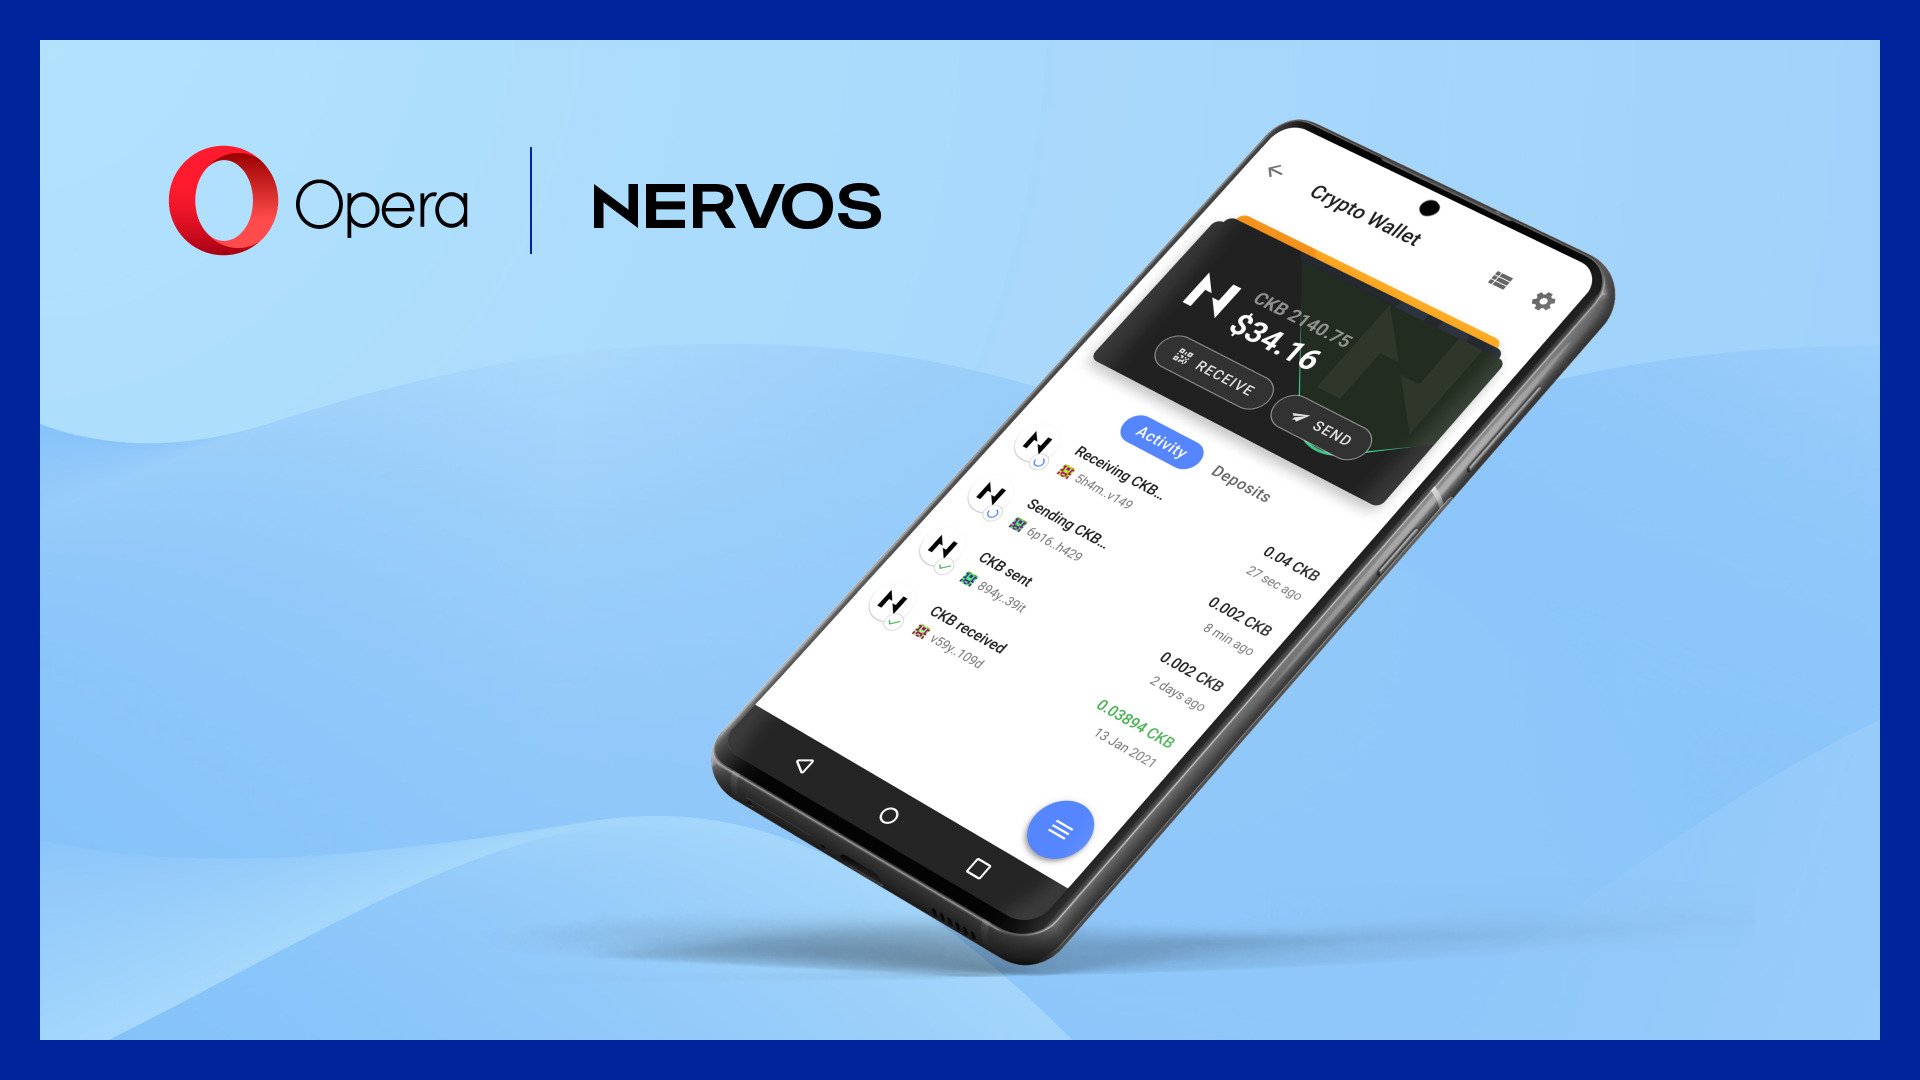 Opera
NERVOS
Crypto Wallet
CKB 2140.75
$34.16
RECEIVE
SEND
Activity
Deposits
Receiving CKB...
5h4m..v149
0.04 CKB
27 sec ago
Sending CKB...
6p16..h429
0.002 CKB
8 min ago
CKB sent
894y..39it
0.002 CKB
2 days ago
CKB received
v59y..109d
0.03894 CKB
13 Jan 2021